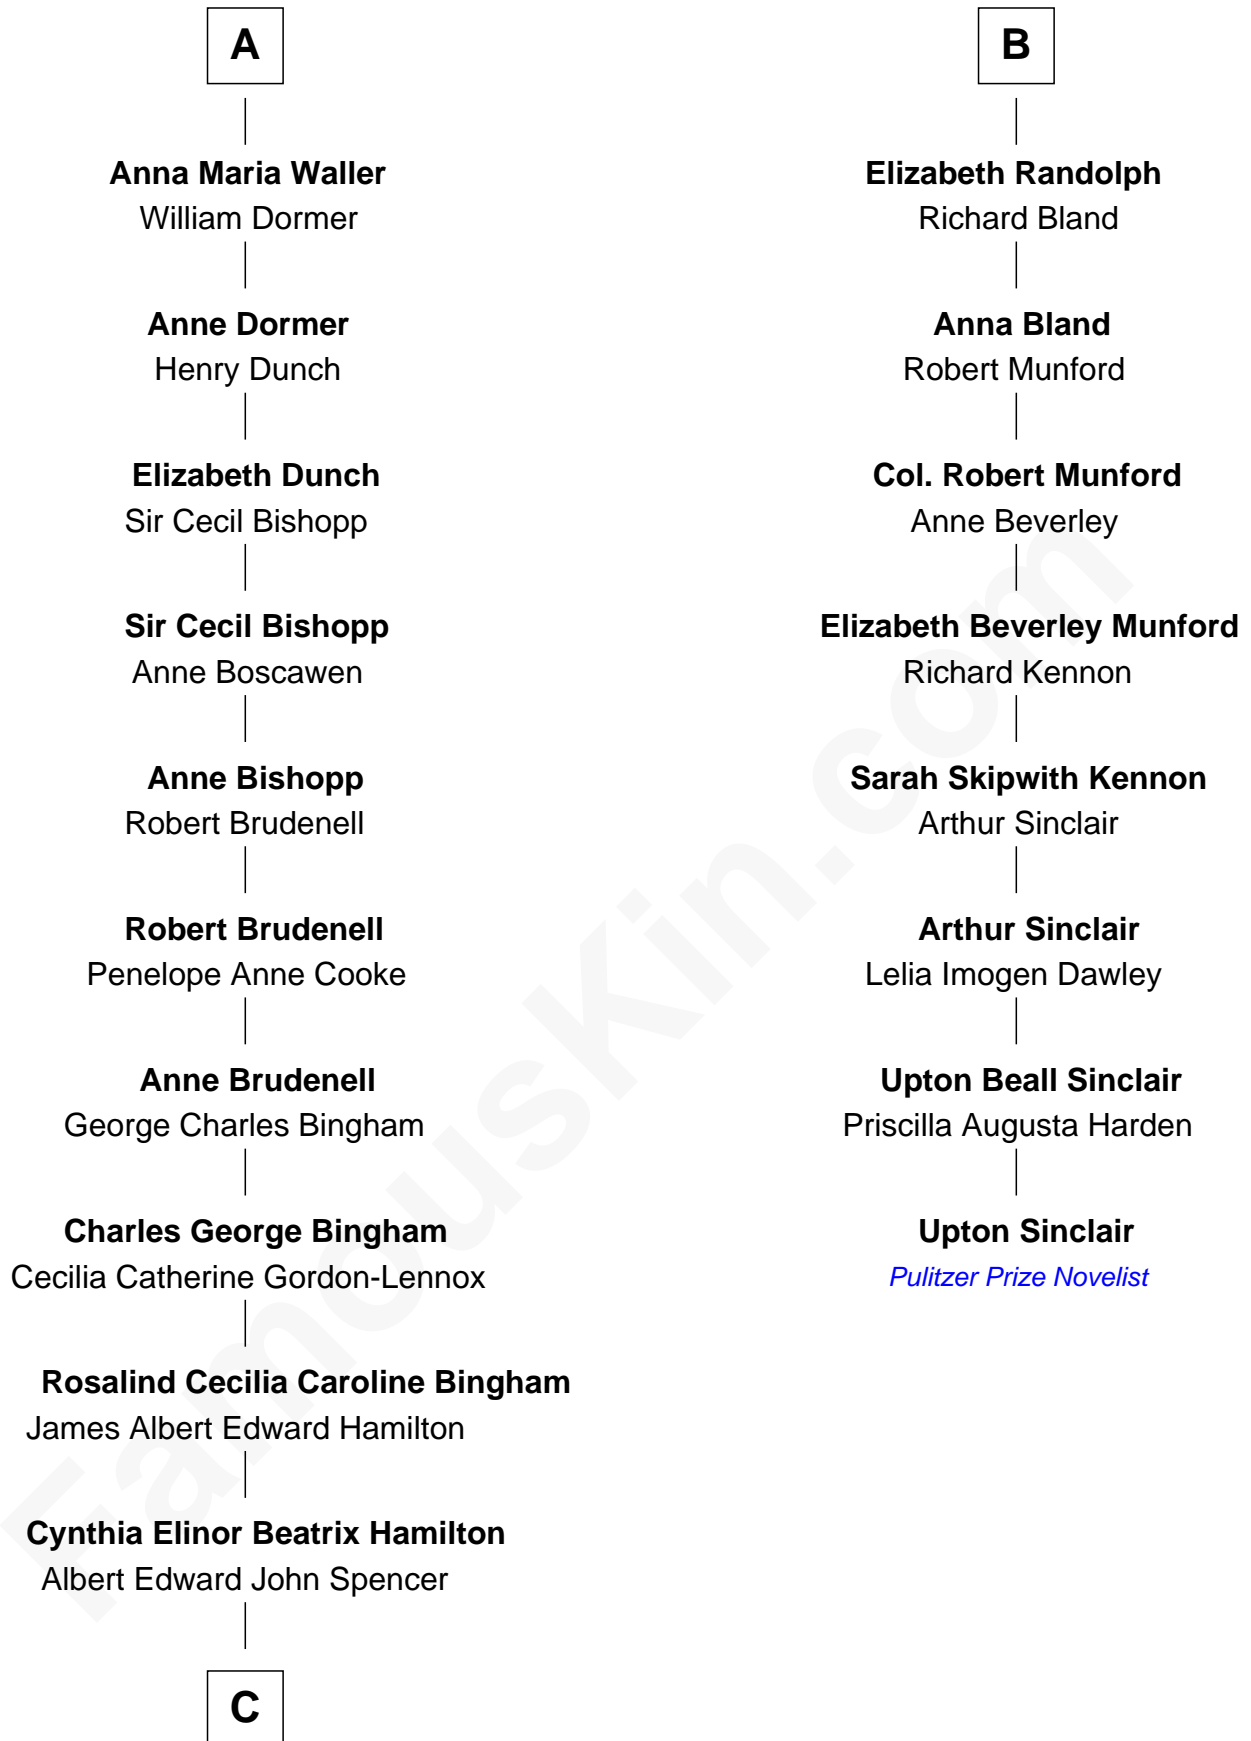 A
Anna Maria Waller
William Dormer
Anne Dormer
Henry Dunch
Elizabeth Dunch
Sir Cecil Bishopp
Sir Cecil Bishopp
Anne Boscawen
Anne Bishopp
Robert Brudenell
Robert Brudenell
Penelope Anne Cooke
Anne Brudenell
George Charles Bingham
Charles George Bingham
Cecilia Catherine Gordon-Lennox
Rosalind Cecilia Caroline Bingham
James Albert Edward Hamilton
Cynthia Elinor Beatrix Hamilton
Albert Edward John Spencer
C
B
Elizabeth Randolph
Richard Bland
Anna Bland
Robert Munford
Col. Robert Munford
Anne Beverley
Elizabeth Beverley Munford
Richard Kennon
Sarah Skipwith Kennon
Arthur Sinclair
Arthur Sinclair
Lelia Imogen Dawley
Upton Beall Sinclair
Priscilla Augusta Harden
Upton Sinclair
Pulitzer Prize Novelist
FamousKin.com